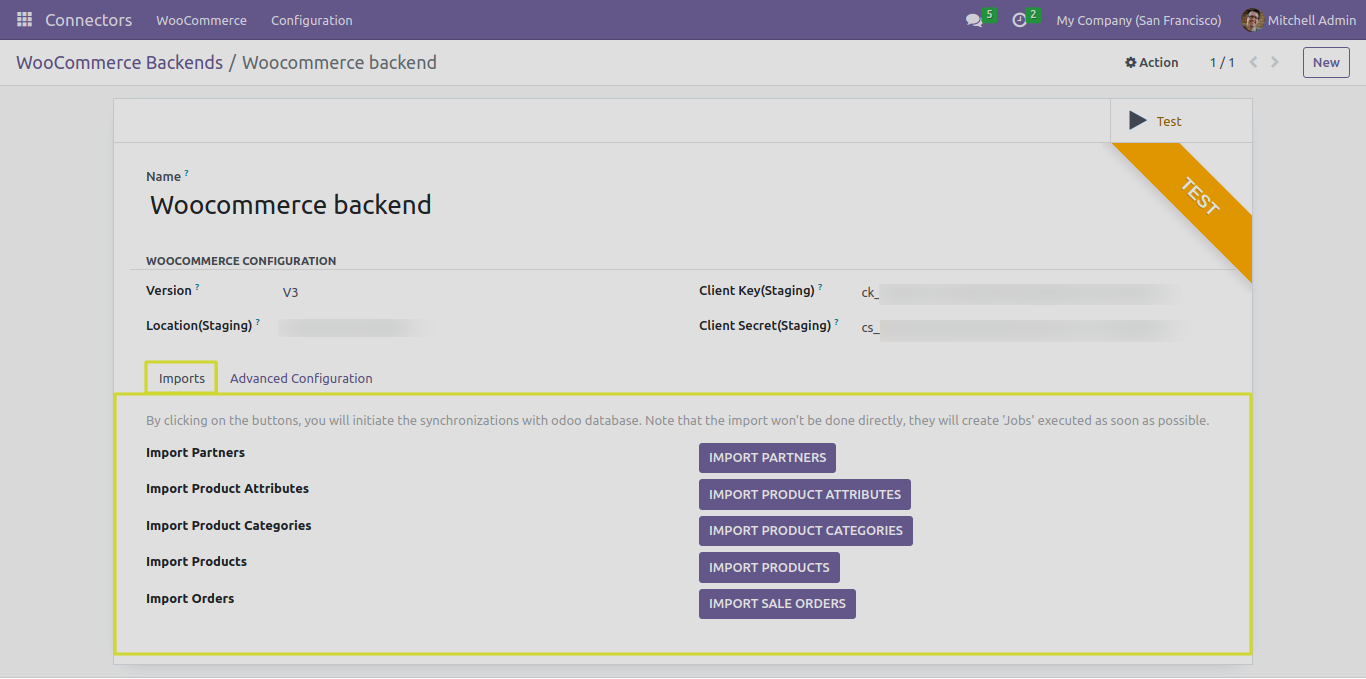 Connectors WooCommerce Configuration 5 2 My Company (San Francisco) Mitchell Admin
WooCommerce Backends / Woocommerce backend Action 1 / 1 New
Test
TEST
Name ?
Woocommerce backend
WOOCOMMERCE CONFIGURATION
Version ? V3 Client Key(Staging) ? ck_
Location(Staging) ? Client Secret(Staging) ? cs_
Imports Advanced Configuration
By clicking on the buttons, you will initiate the synchronizations with odoo database. Note that the import won't be done directly, they will create 'Jobs' executed as soon as possible.
Import Partners IMPORT PARTNERS
Import Product Attributes IMPORT PRODUCT ATTRIBUTES
Import Product Categories IMPORT PRODUCT CATEGORIES
Import Products IMPORT PRODUCTS
Import Orders IMPORT SALE ORDERS